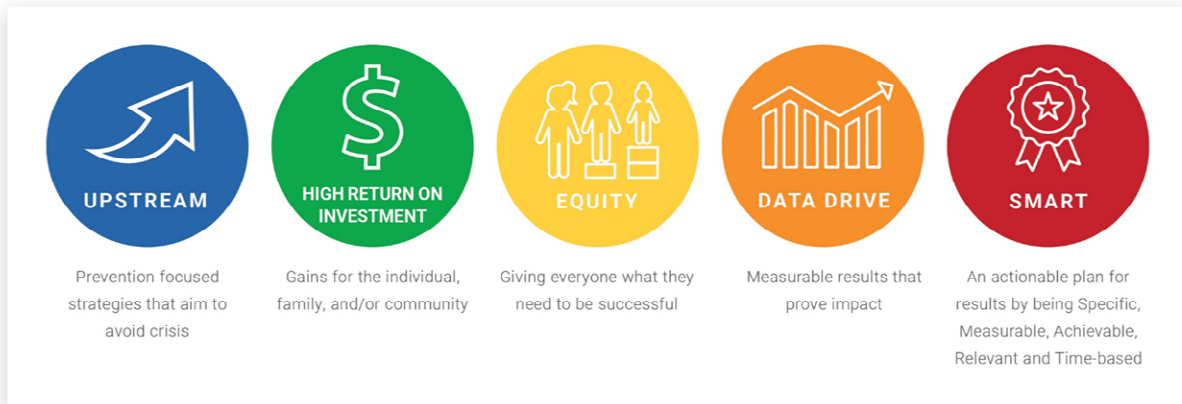 UPSTREAM
Prevention focused
strategies that aim to
avoid crisis
HIGH RETURN ON
INVESTMENT
Gains for the individual,
family, and/or community
EQUITY
Giving everyone what they
need to be successful
DATA DRIVE
Measurable results that
prove impact
SMART
An actionable plan for
results by being Specific,
Measurable, Achievable,
Relevant and Time-based